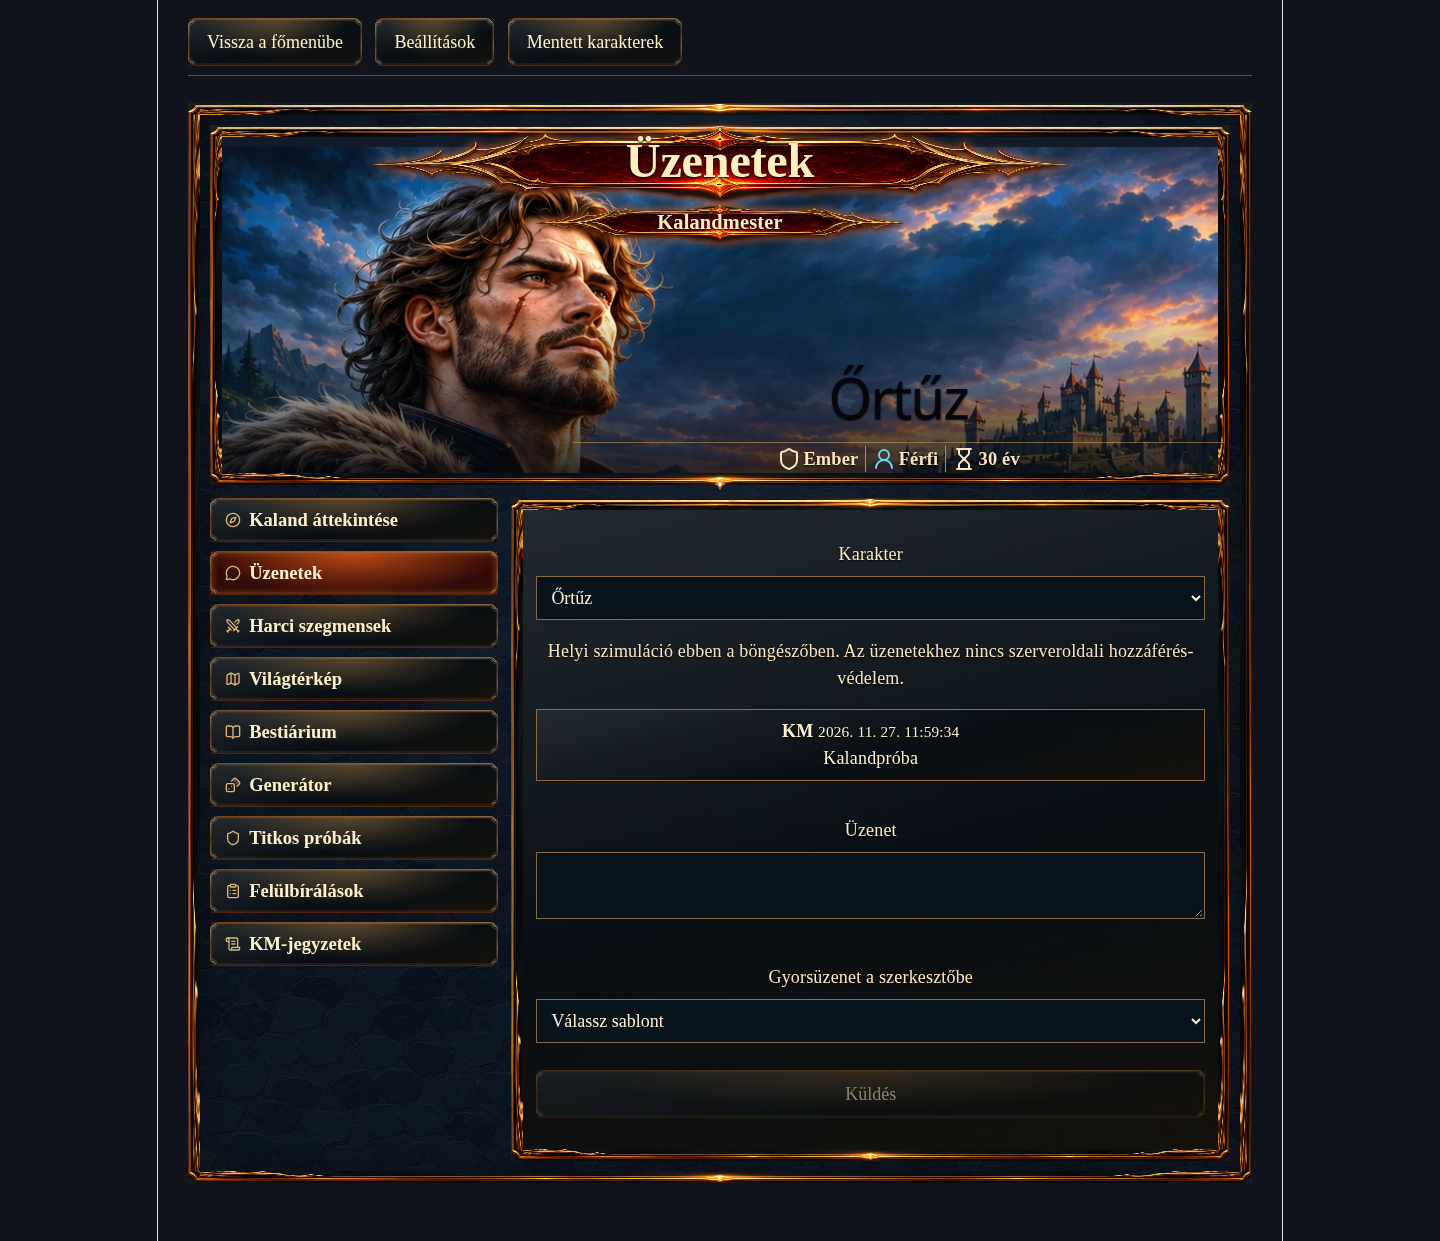 Vissza a főmenübe
Beállítások
Mentett karakterek
Üzenetek
Kalandmester
Őrtűz
Ember
Férfi
30 év
Kaland áttekintése
Üzenetek
Harci szegmensek
Világtérkép
Bestiárium
Generátor
Titkos próbák
Felülbírálások
KM-jegyzetek
Karakter
Őrtűz
Helyi szimuláció ebben a böngészőben. Az üzenetekhez nincs szerveroldali hozzáférés-
védelem.
KM 2026. 11. 27. 11:59:34
Kalandpróba
Üzenet
Gyorsüzenet a szerkesztőbe
Válassz sablont
Küldés